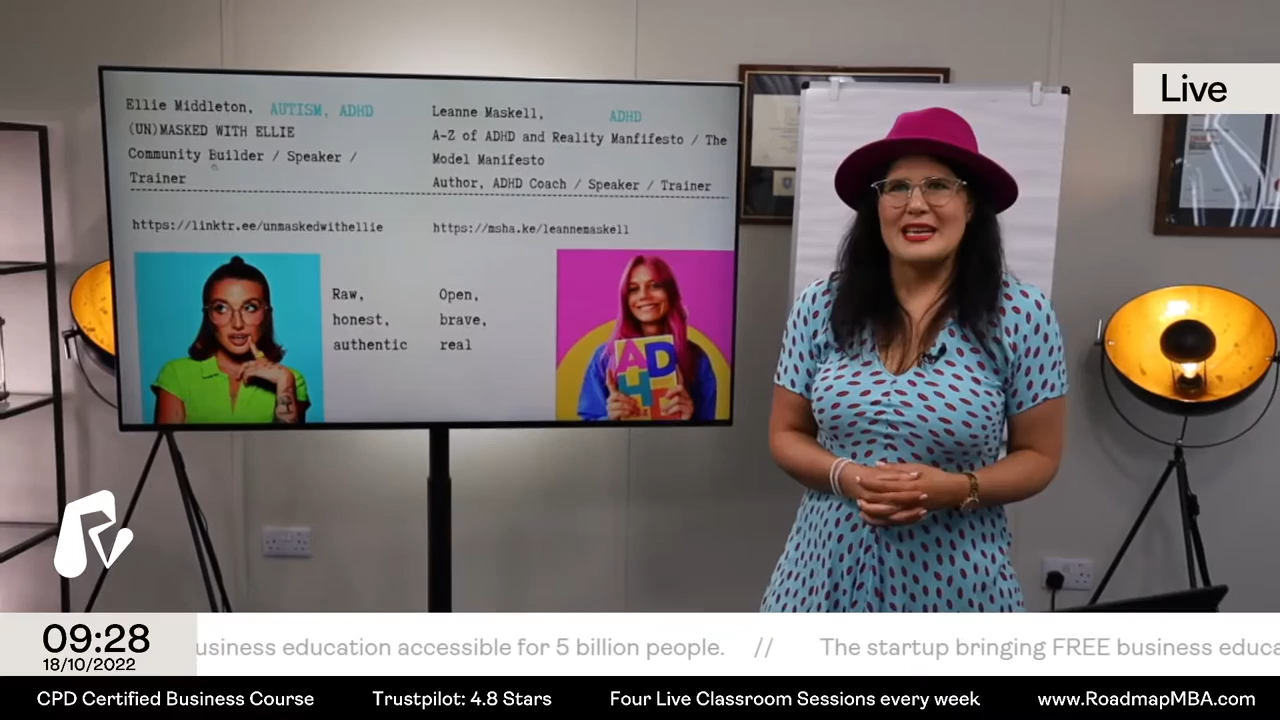 Live
Ellie Middleton, AUTISM, ADHD
(UN)MASKED WITH ELLIE
Community Builder / Speaker /
Trainer
https://linktr.ee/unmaskedwithellie
Raw,
honest,
authentic
Leanne Maskell, ADHD
A-Z of ADHD and Reality Manfifesto / The
Model Manifesto
Author, ADHD Coach / Speaker / Trainer
https://msha.ke/leannemaskell
Open,
brave,
real
ADHD
09:28
18/10/2022
usiness education accessible for 5 billion people. // The startup bringing FREE business educa
CPD Certified Business Course Trustpilot: 4.8 Stars Four Live Classroom Sessions every week www.RoadmapMBA.com